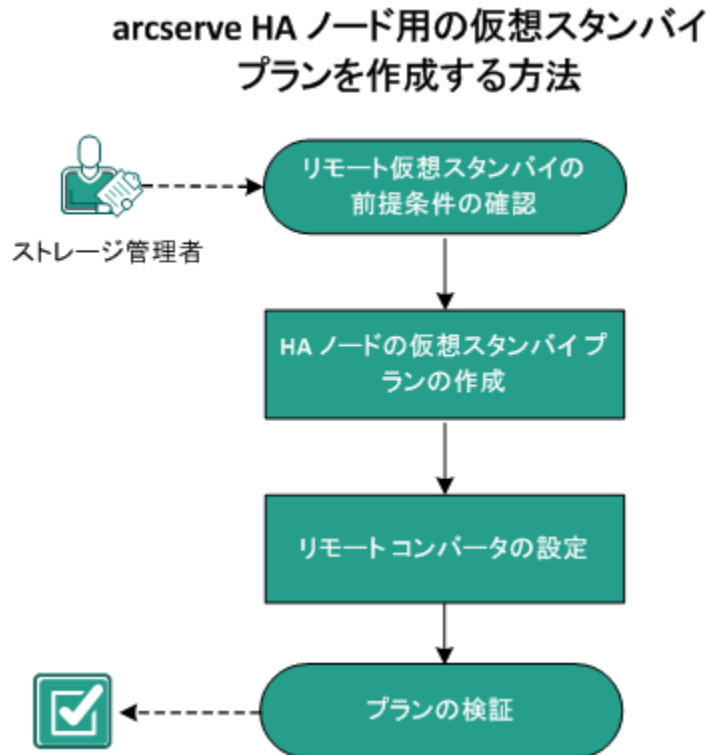 arcserve HA ノード用の仮想スタンバイ
プランを作成する方法
リモート仮想スタンバイの
前提条件の確認
ストレージ管理者
HA ノードの仮想スタンバイ プ
ランの作成
リモート コンバータの設定
プランの検証